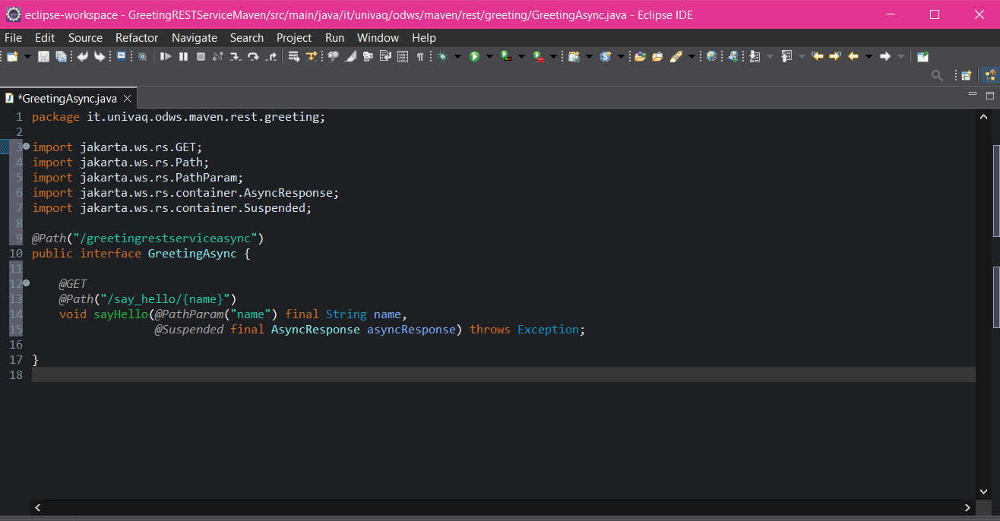 eclipse-workspace - GreetingRESTServiceMaven/src/main/java/it/univaq/odws/maven/rest/greeting/GreetingAsync.java - Eclipse IDE
File Edit Source Refactor Navigate Search Project Run Window Help
*GreetingAsync.java
1 package it.univaq.odws.maven.rest.greeting;
2
3 import jakarta.ws.rs.GET;
4 import jakarta.ws.rs.Path;
5 import jakarta.ws.rs.PathParam;
6 import jakarta.ws.rs.container.AsyncResponse;
7 import jakarta.ws.rs.container.Suspended;
8
9 @Path("/greetingrestserviceasync")
10 public interface GreetingAsync {
11
12     @GET
13     @Path("/say_hello/{name}")
14     void sayHello(@PathParam("name") final String name,
15                   @Suspended final AsyncResponse asyncResponse) throws Exception;
16
17 }
18